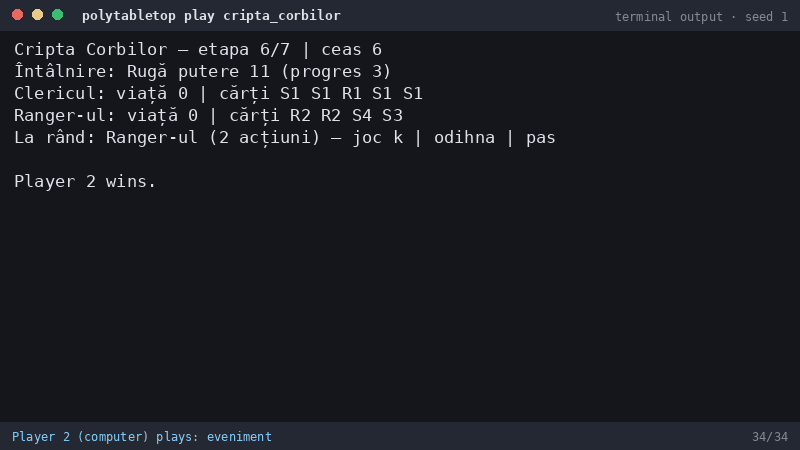 polytabletop play cripta_corbilor
terminal output · seed 1
Cripta Corbilor — etapa 6/7 | ceas 6
Întâlnire: Rugă putere 11 (progres 3)
Clericul: viață 0 | cărți S1 S1 R1 S1 S1
Ranger-ul: viață 0 | cărți R2 R2 S4 S3
La rând: Ranger-ul (2 acțiuni) — joc k | odihna | pas
Player 2 wins.
Player 2 (computer) plays: eveniment
34/34